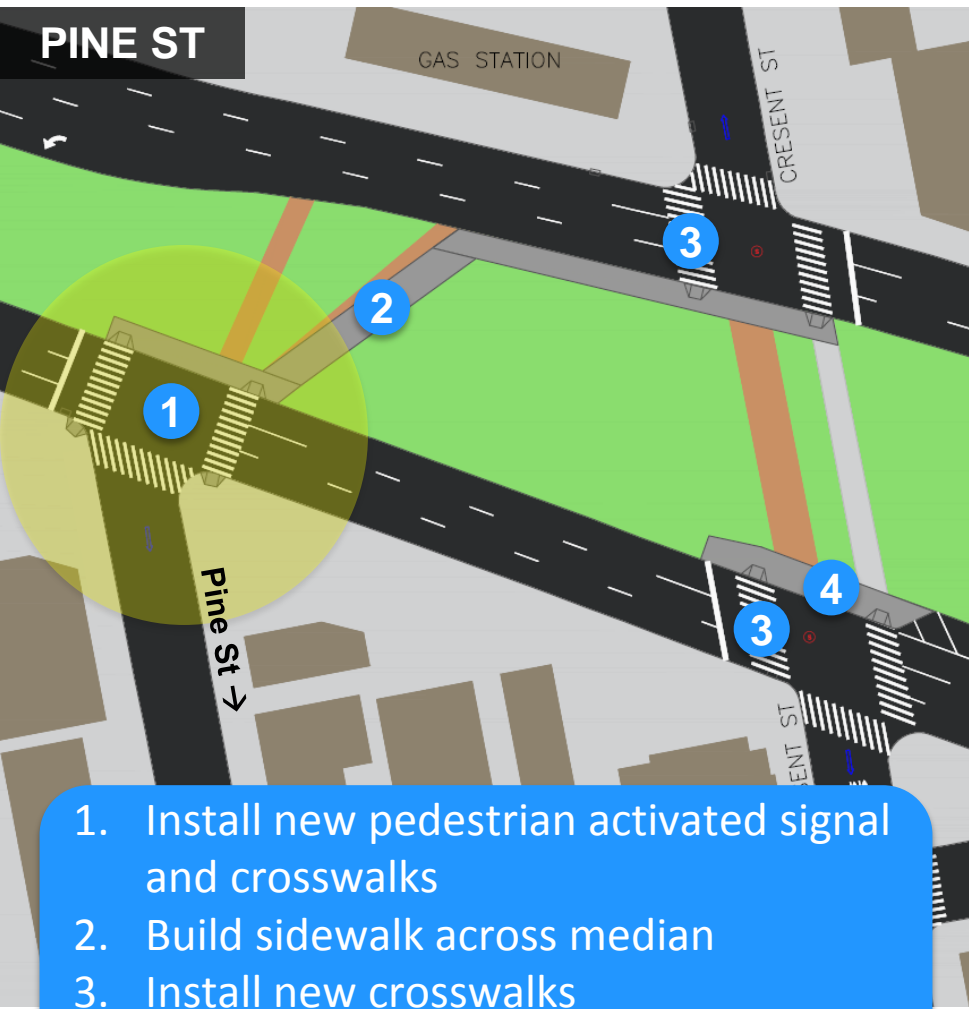 PINE ST
GAS STATION
CRESENT ST
3
2
1
Pine St →
4
3
SENT ST
1. Install new pedestrian activated signal
and crosswalks
2. Build sidewalk across median
3. Install new crosswalks